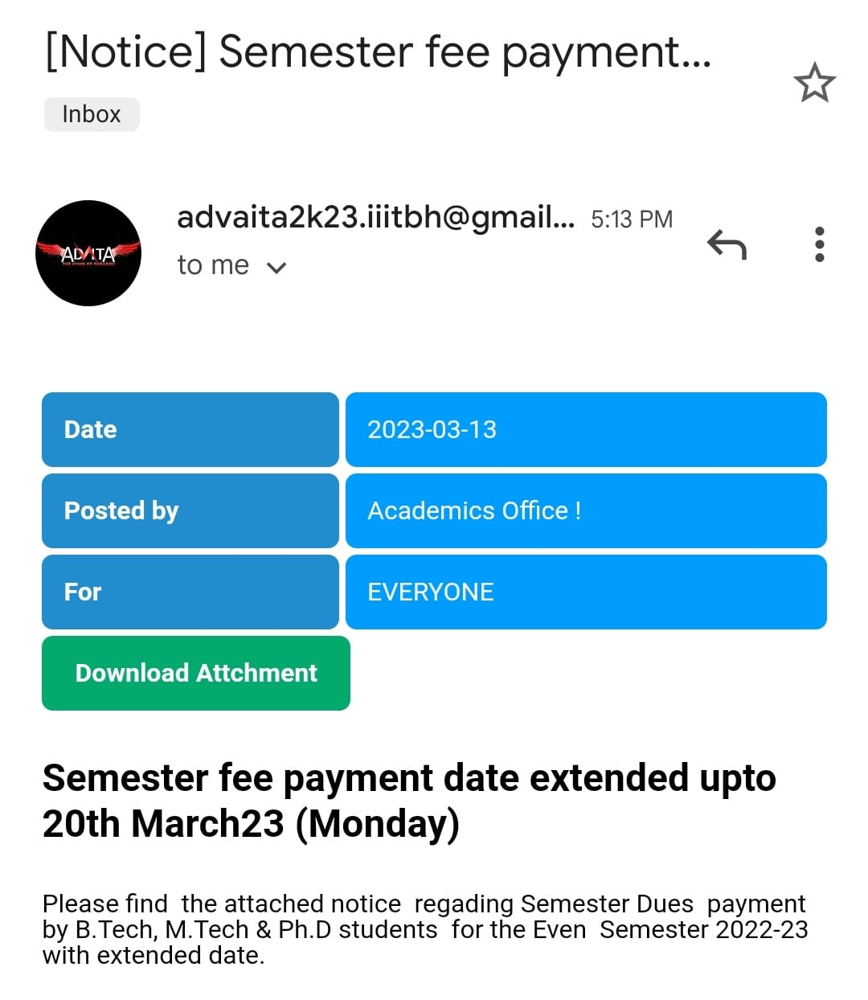 [Notice] Semester fee payment...
Inbox
advaita2k23.iiitbh@gmail... 5:13 PM
to me
ADVAITA
THE HYMN OF PARADOX
Date 2023-03-13
Posted by Academics Office !
For EVERYONE
Download Attchment
Semester fee payment date extended upto
20th March23 (Monday)
Please find the attached notice regading Semester Dues payment
by B.Tech, M.Tech & Ph.D students for the Even Semester 2022-23
with extended date.